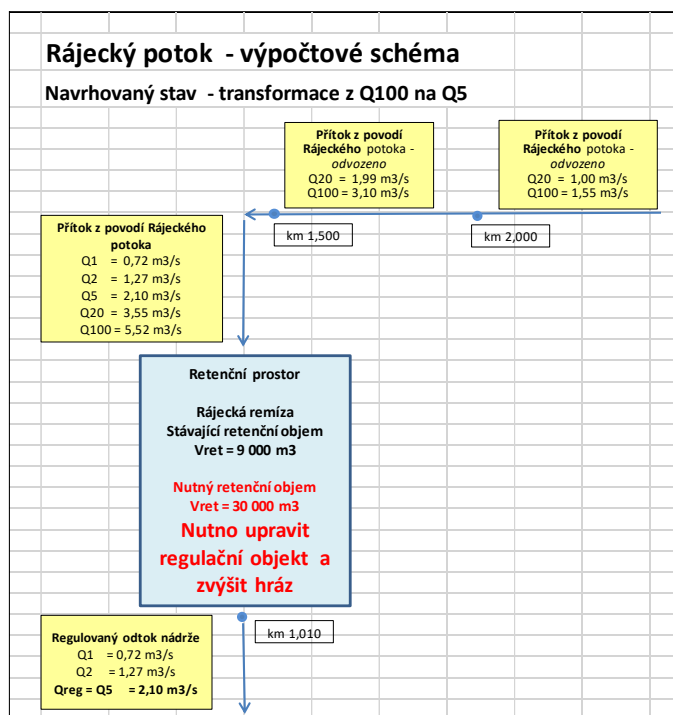 Rájecký potok - výpočtové schéma
Navrhovaný stav - transformace z Q100 na Q5
Přítok z povodí
Rájeckého potoka -
odvozeno
Q20 = 1,99 m3/s
Q100 = 3,10 m3/s
Přítok z povodí
Rájeckého potoka -
odvozeno
Q20 = 1,00 m3/s
Q100 = 1,55 m3/s
km 1,500
km 2,000
Přítok z povodí Rájeckého
potoka
Q1 = 0,72 m3/s
Q2 = 1,27 m3/s
Q5 = 2,10 m3/s
Q20 = 3,55 m3/s
Q100 = 5,52 m3/s
Retenční prostor
Rájecká remíza
Stávající retenční objem
Vret = 9 000 m3
Nutný retenční objem
Vret = 30 000 m3
Nutno upravit
regulační objekt a
zvýšit hráz
km 1,010
Regulovaný odtok nádrže
Q1 = 0,72 m3/s
Q2 = 1,27 m3/s
Qreg = Q5 = 2,10 m3/s